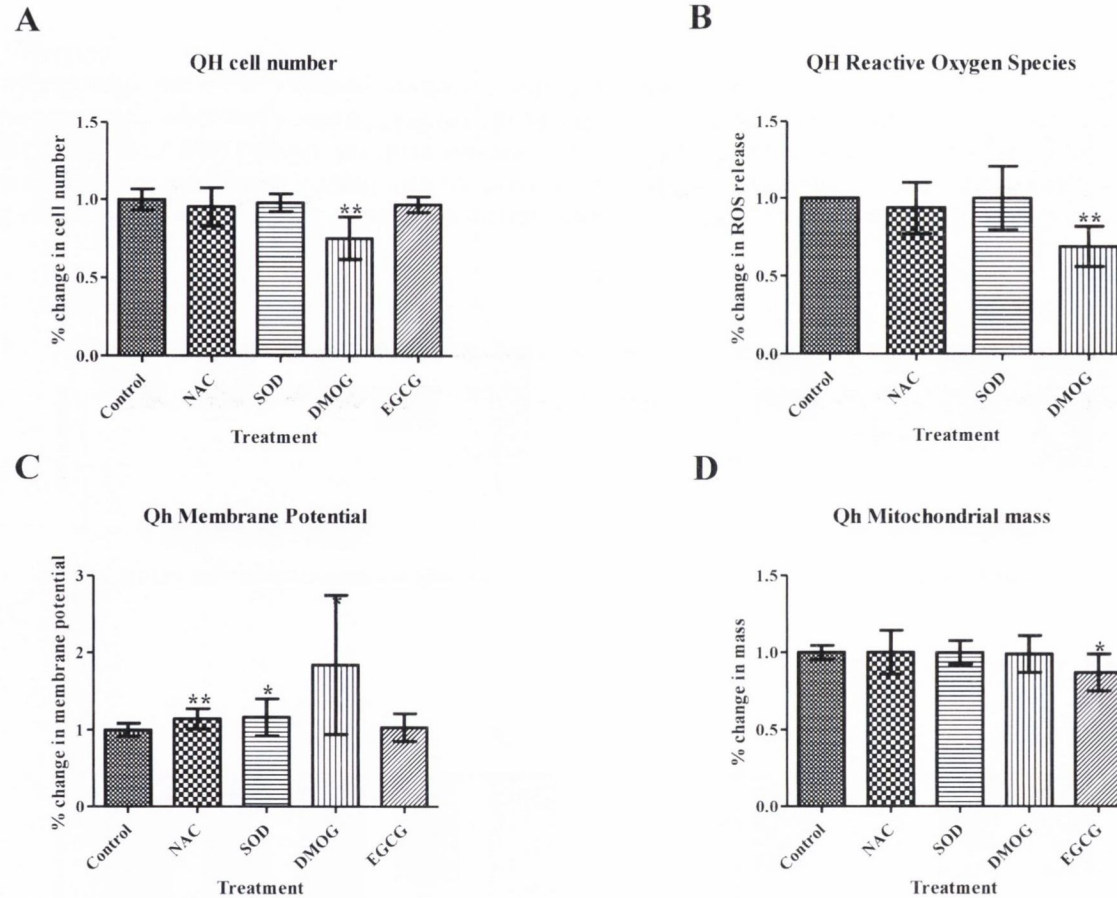 A
QH cell number
% change in cell number
1.5
1.0
0.5
0.0
**
Control
NAC
SOD
DMOG
EGCG
Treatment
B
QH Reactive Oxygen Species
% change in ROS release
1.5
1.0
0.5
0.0
**
Control
NAC
SOD
DMOG
Treatment
C
Qh Membrane Potential
% change in membrane potential
3
2
1
0
**
*
*
Control
NAC
SOD
DMOG
EGCG
Treatment
D
Qh Mitochondrial mass
% change in mass
1.5
1.0
0.5
0.0
*
Control
NAC
SOD
DMOG
EGCG
Treatment